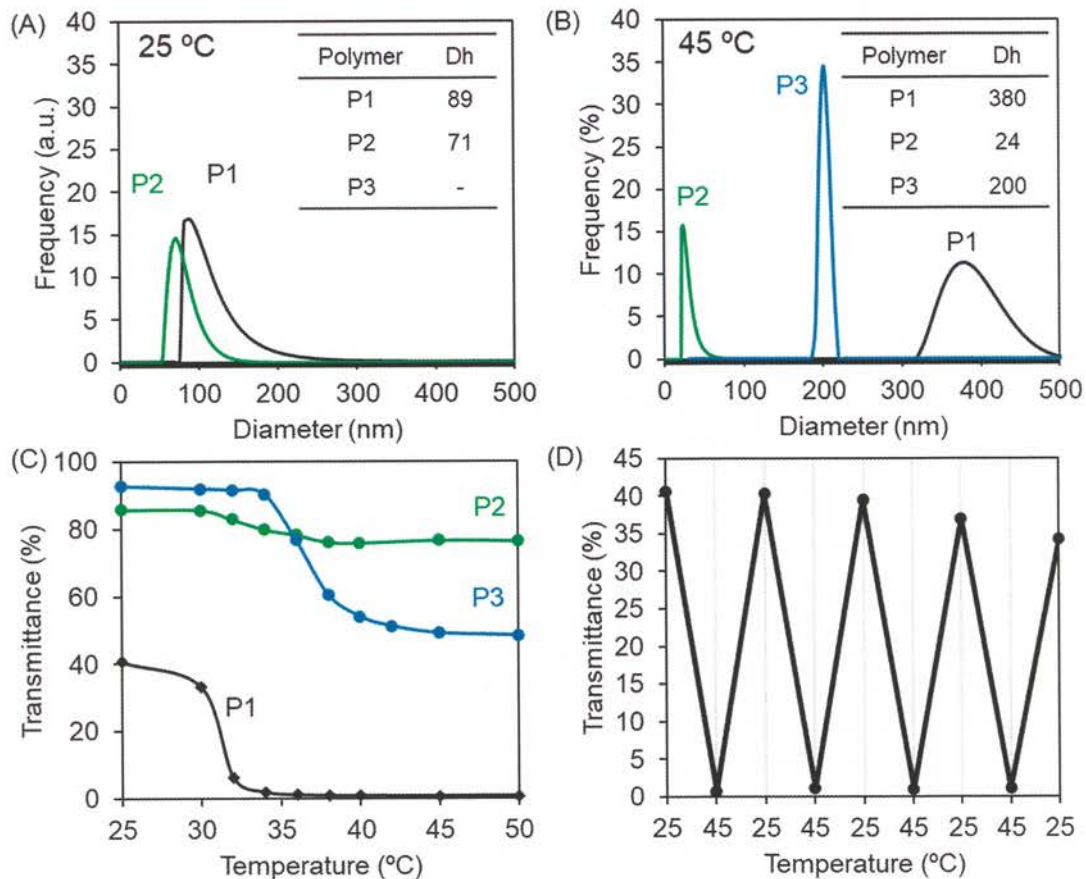 (A)
25 ºC
Polymer Dh
P1 89
P2 71
P3 -
P2
P1
40
35
30
25
20
15
10
5
0
Frequency (a.u.)
0 100 200 300 400 500
Diameter (nm)
(B)
45 ºC
Polymer Dh
P1 380
P2 24
P3 200
P3
P2
P1
40
35
30
25
20
15
10
5
0
Frequency (%)
0 100 200 300 400 500
Diameter (nm)
(C)
100
80
60
40
20
0
Transmittance (%)
P2
P3
P1
25 30 35 40 45 50
Temperature (ºC)
(D)
45
40
35
30
25
20
15
10
5
0
Transmittance (%)
25 45 25 45 25 45 25 45 25
Temperature (ºC)